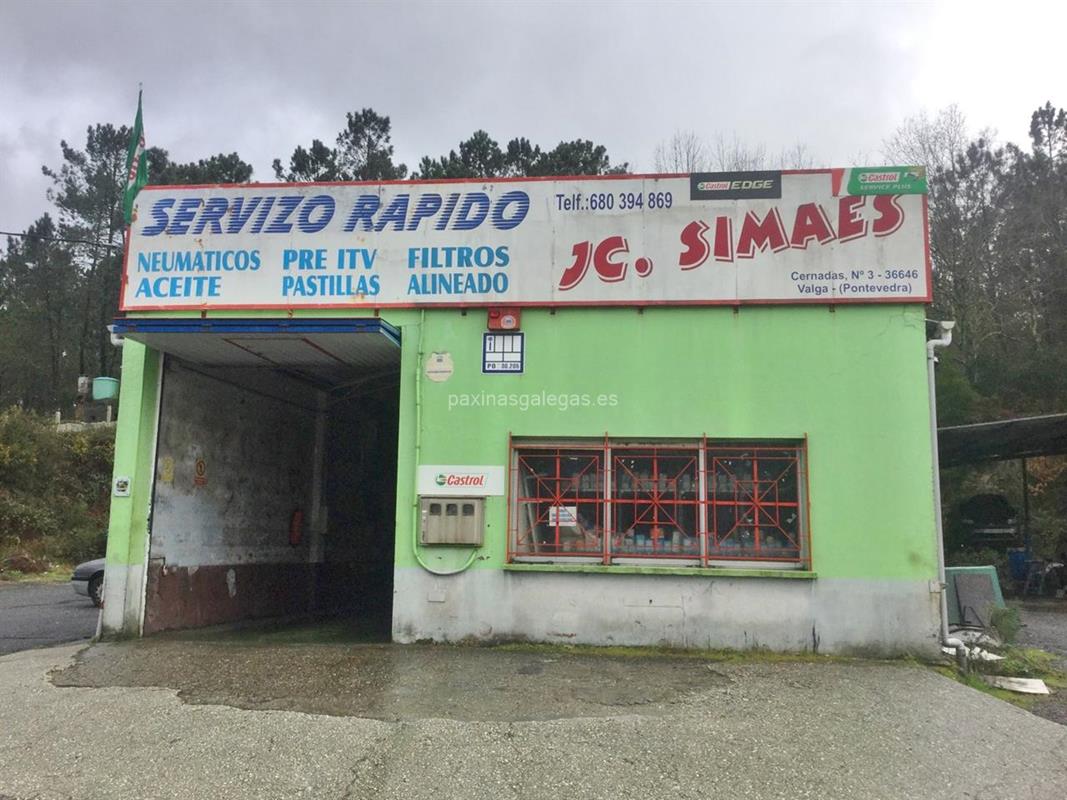 SERVIZO RAPIDO
Telf.:680 394 869
Castrol EDGE
Castrol
SERVICE PLUS
NEUMATICOS PRE ITV FILTROS
ACEITE PASTILLAS ALINEADO
JC. SIMAES
Cernadas, Nº 3 - 36646
Valga - (Pontevedra)
paxinasgalegas.es
Castrol